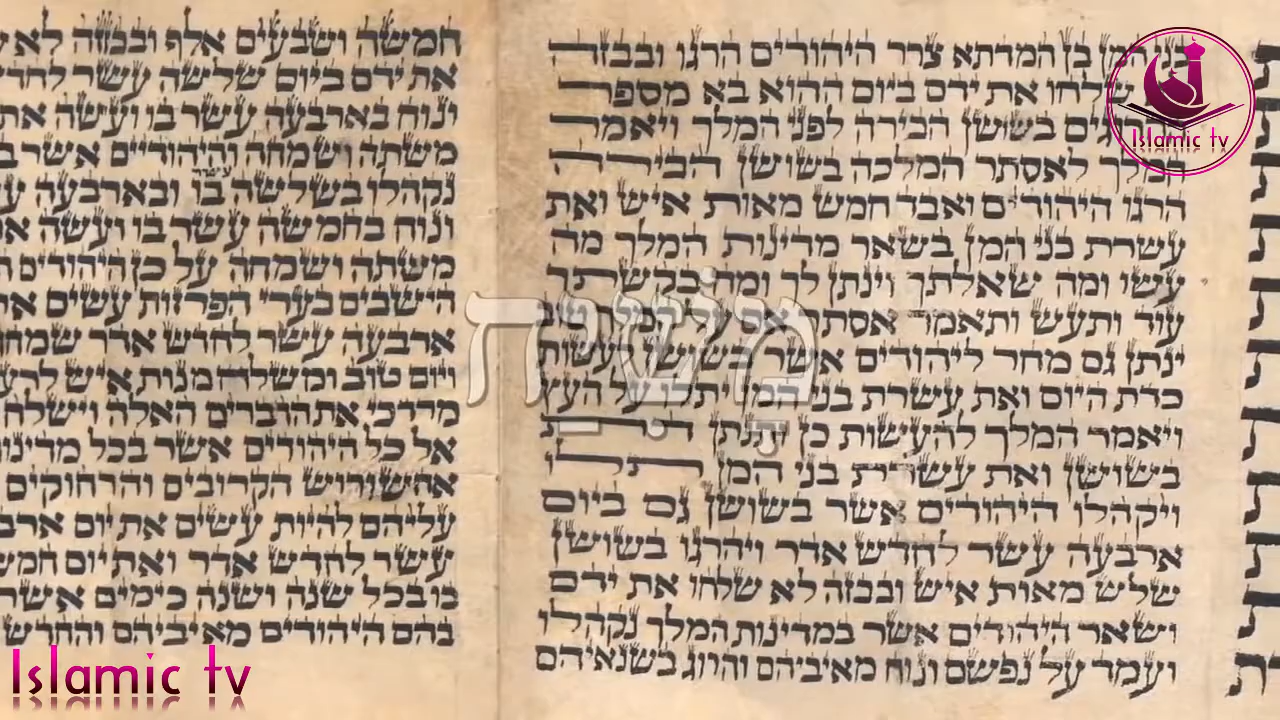 בני המן בן המדתא צרר היהודים הרגו ובבזה
שלחו את ידם ביום ההוא בא מספר
בשושן הבירה לפני המלך ויאמר
המלך לאסתר המלכה בשושן הבירה
הרגו היהודים ואבד חמש מאות איש ואת
עשרת בני המן בשאר מדינות המלך מה
עשו ומה שאלתך וינתן לך ומה בקשתך
עוד ותעש ותאמר אסתר אם על המלך טוב
ינתן גם מחר ליהודים אשר בשושן לעשות
כדת היום ואת עשרת בני המן יתלו על העץ
ויאמר המלך להעשות כן ותנתן דת
בשושן ואת עשרת בני המן תלו
ויקהלו היהודים אשר בשושן גם ביום
ארבעה עשר לחדש אדר ויהרגו בשושן
שלש מאות איש ובבזה לא שלחו את ידם
ושאר היהודים אשר במדינות המלך נקהלו
ועמד על נפשם ונוח מאיביהם והרוג בשנאיהם
חמשה ושבעים אלף ובבזה לא
את ידם ביום שלשה עשר לחדש
ונוח בארבעה עשר בו ועשה את
משתה ושמחה והיהודיים אשר
נקהלו בשלשה עשר בו ובארבעה
ונוח בחמשה עשר בו ועשה
משתה ושמחה על כן היהודים
הישבים בערי הפרזות עשים
ארבעה עשר לחדש אדר שמחה
ויום טוב ומשלח מנות איש
מרדכי את הדברים האלה וישלח
אל כל היהודים אשר בכל
אחשורוש הקרובים והרחוקים
עליהם להיות עשים את יום
עשר לחדש אדר ואת יום
בו בכל שנה ושנה כימים אשר
בהם היהודים מאיביהם והחדש
מָשִׁיחַ
Islamic tv
Islamic tv